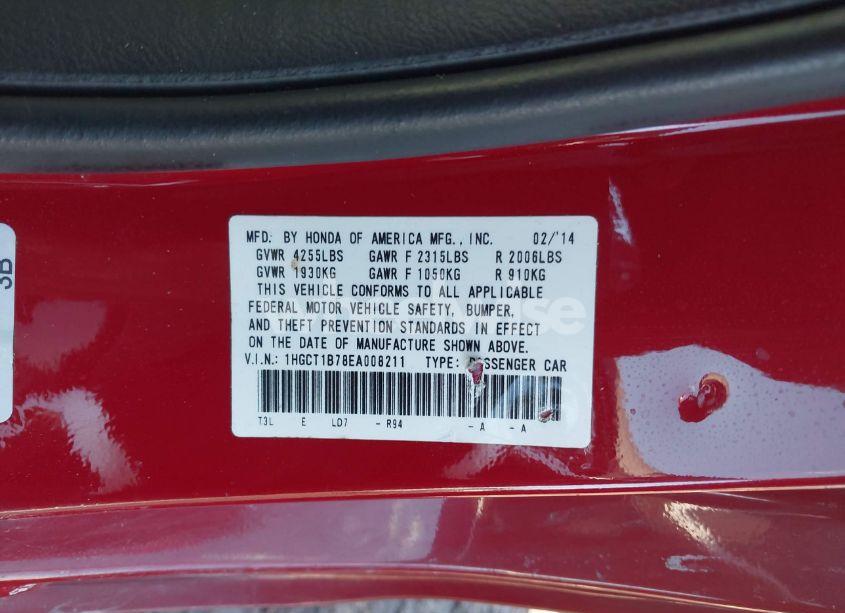 MFD. BY HONDA OF AMERICA MFG., INC. 02/'14
GVWR 4255LBS GAWR F 2315LBS R 2006LBS
GVWR 1930KG GAWR F 1050KG R 910KG
THIS VEHICLE CONFORMS TO ALL APPLICABLE
FEDERAL MOTOR VEHICLE SAFETY, BUMPER,
AND THEFT PREVENTION STANDARDS IN EFFECT
ON THE DATE OF MANUFACTURE SHOWN ABOVE.
V.I.N.: 1HGCT1B78EA008211 TYPE: PASSENGER CAR
T3L E LD7 - R94 - A - A
3B